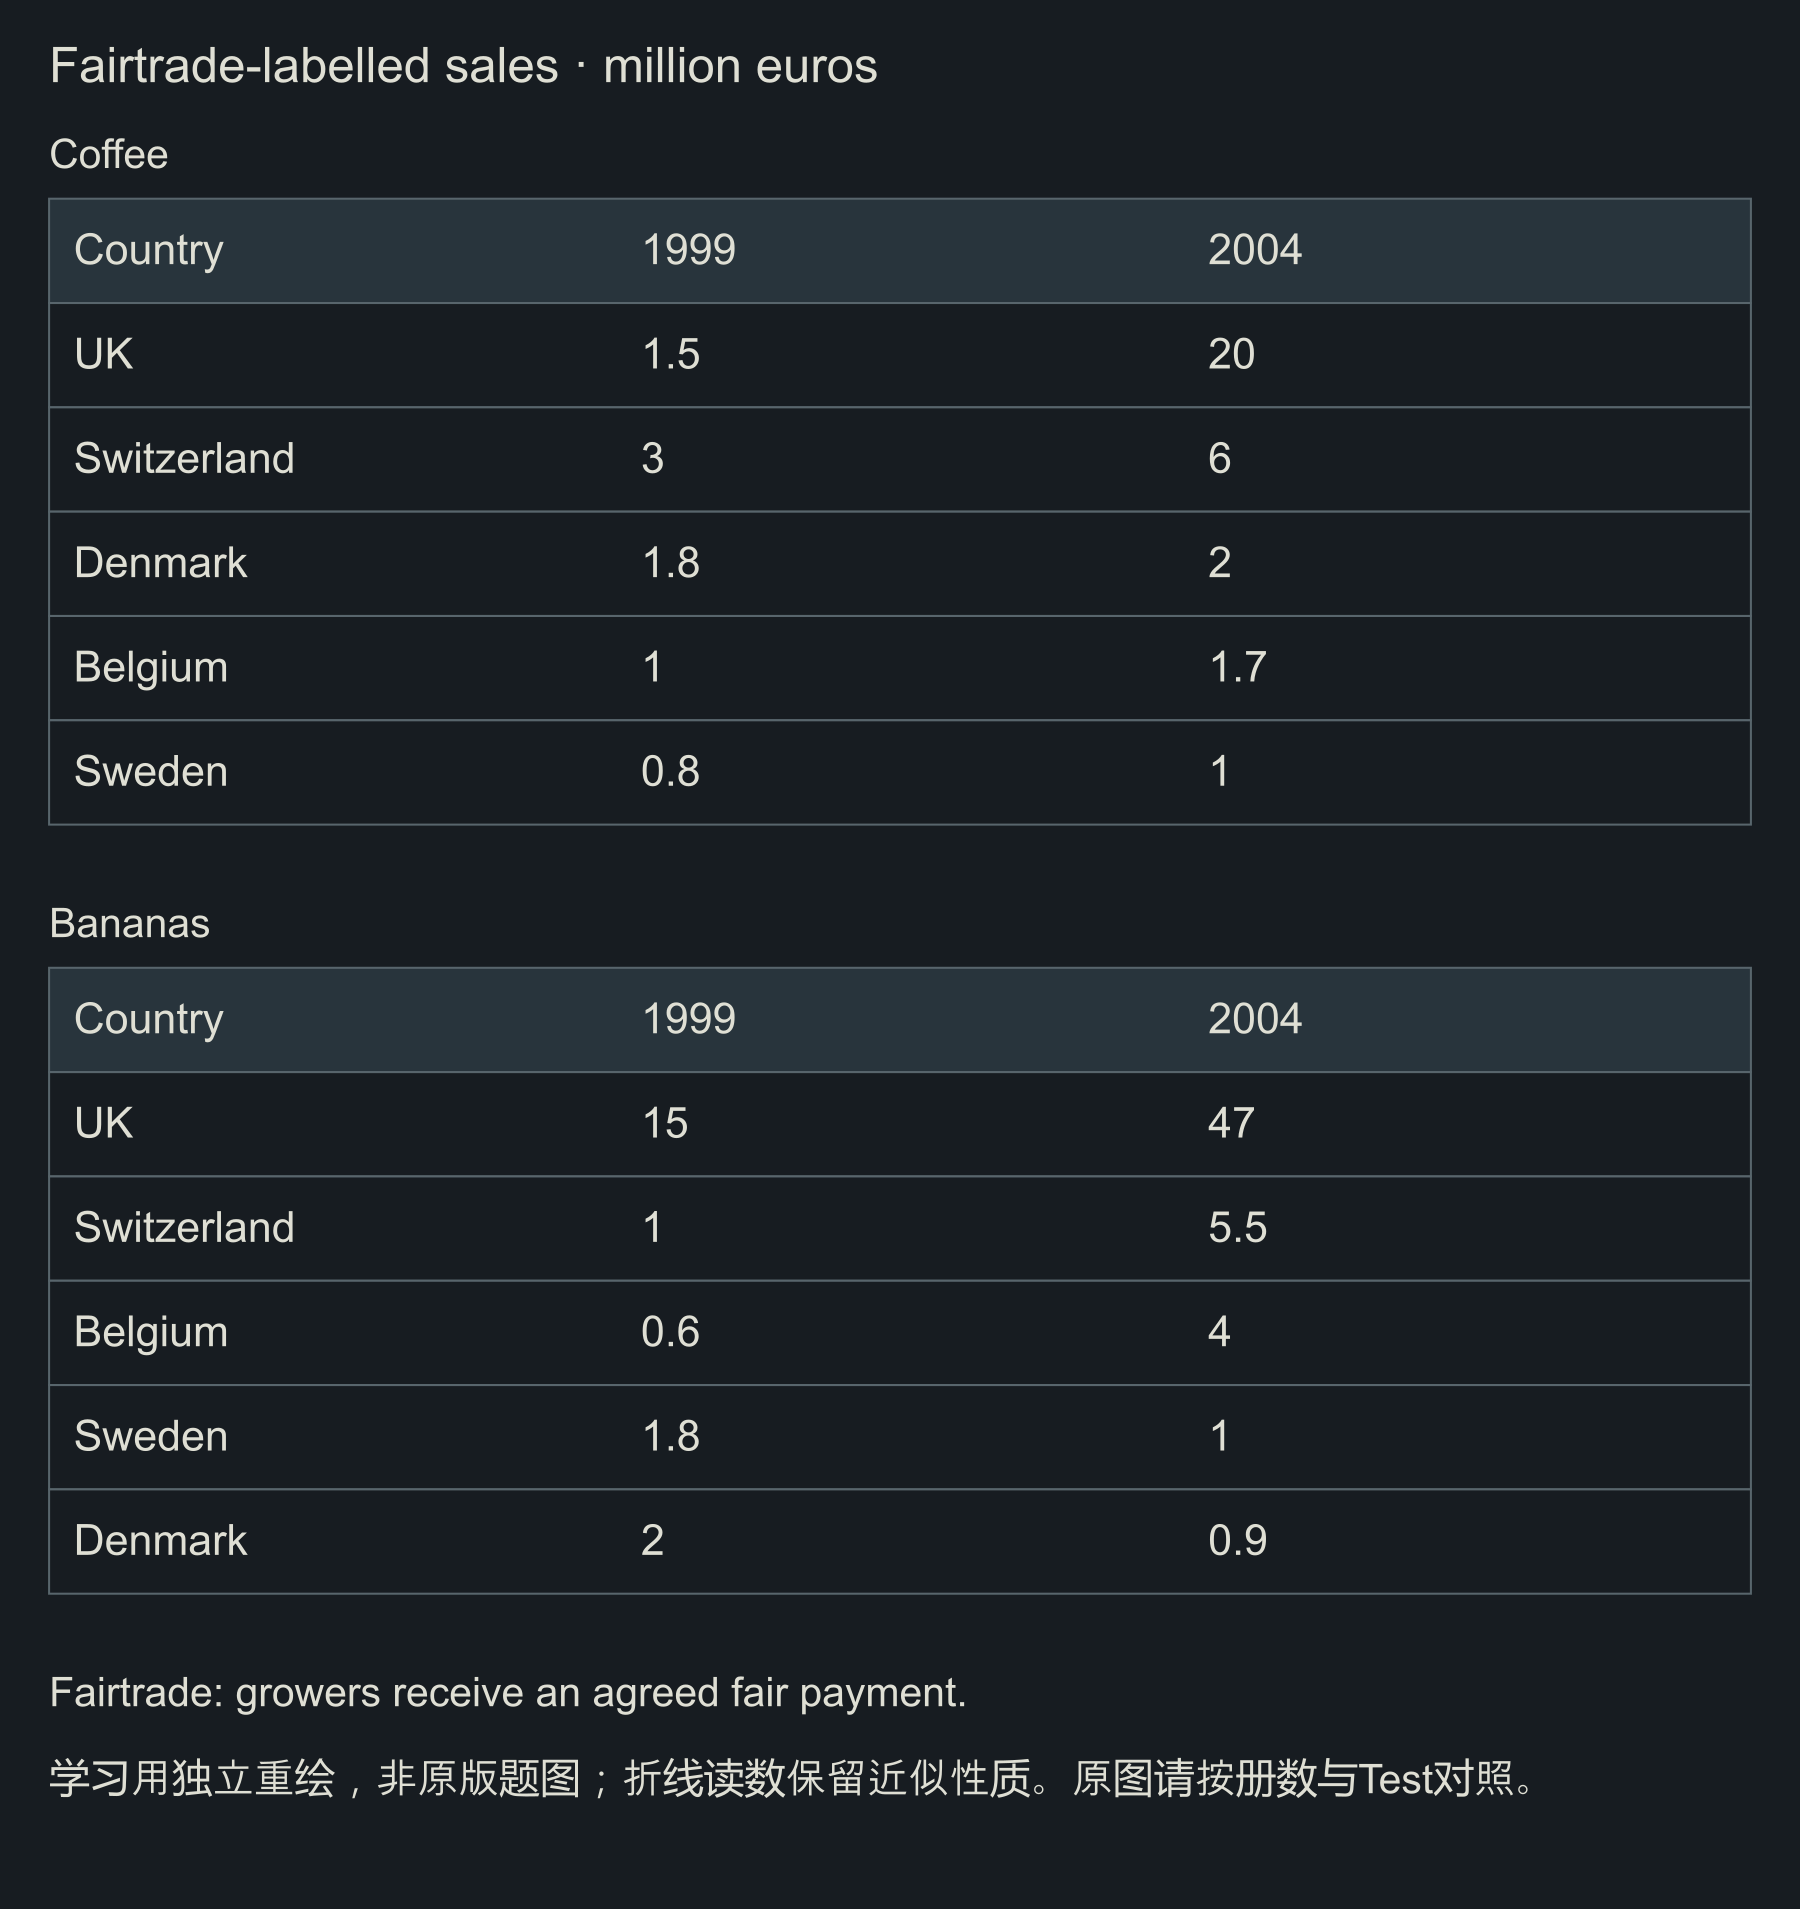 Fairtrade-labelled sales · million euros
Coffee
Country 1999 2004
UK 1.5 20
Switzerland 3 6
Denmark 1.8 2
Belgium 1 1.7
Sweden 0.8 1
Bananas
Country 1999 2004
UK 15 47
Switzerland 1 5.5
Belgium 0.6 4
Sweden 1.8 1
Denmark 2 0.9
Fairtrade: growers receive an agreed fair payment.
学习用独立重绘，非原版题图；折线读数保留近似性质。原图请按册数与Test对照。